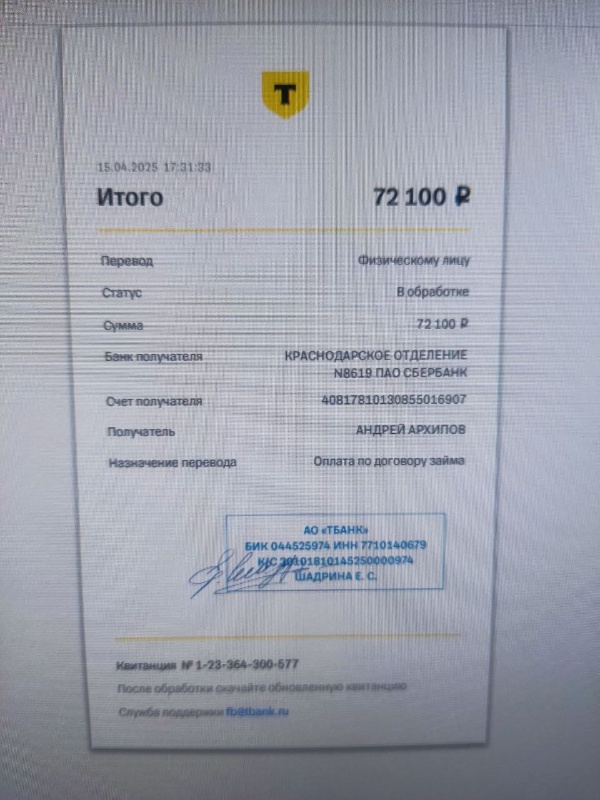 Т
15.04.2025 17:31:33
Итого 72 100 ₽
Перевод Физическому лицу
Статус В обработке
Сумма 72 100 ₽
Банк получателя КРАСНОДАРСКОЕ ОТДЕЛЕНИЕ
N8619 ПАО СБЕРБАНК
Счет получателя 40817810130855016907
Получатель АНДРЕЙ АРХИПОВ
Назначение перевода Оплата по договору займа
АО «ТБАНК»
БИК 044525974 ИНН 7710140679
К/С 30101810145250000974
ШАДРИНА Е. С.
Квитанция № 1-23-364-300-577
После обработки скачайте обновленную квитанцию
Служба поддержки fb@tbank.ru